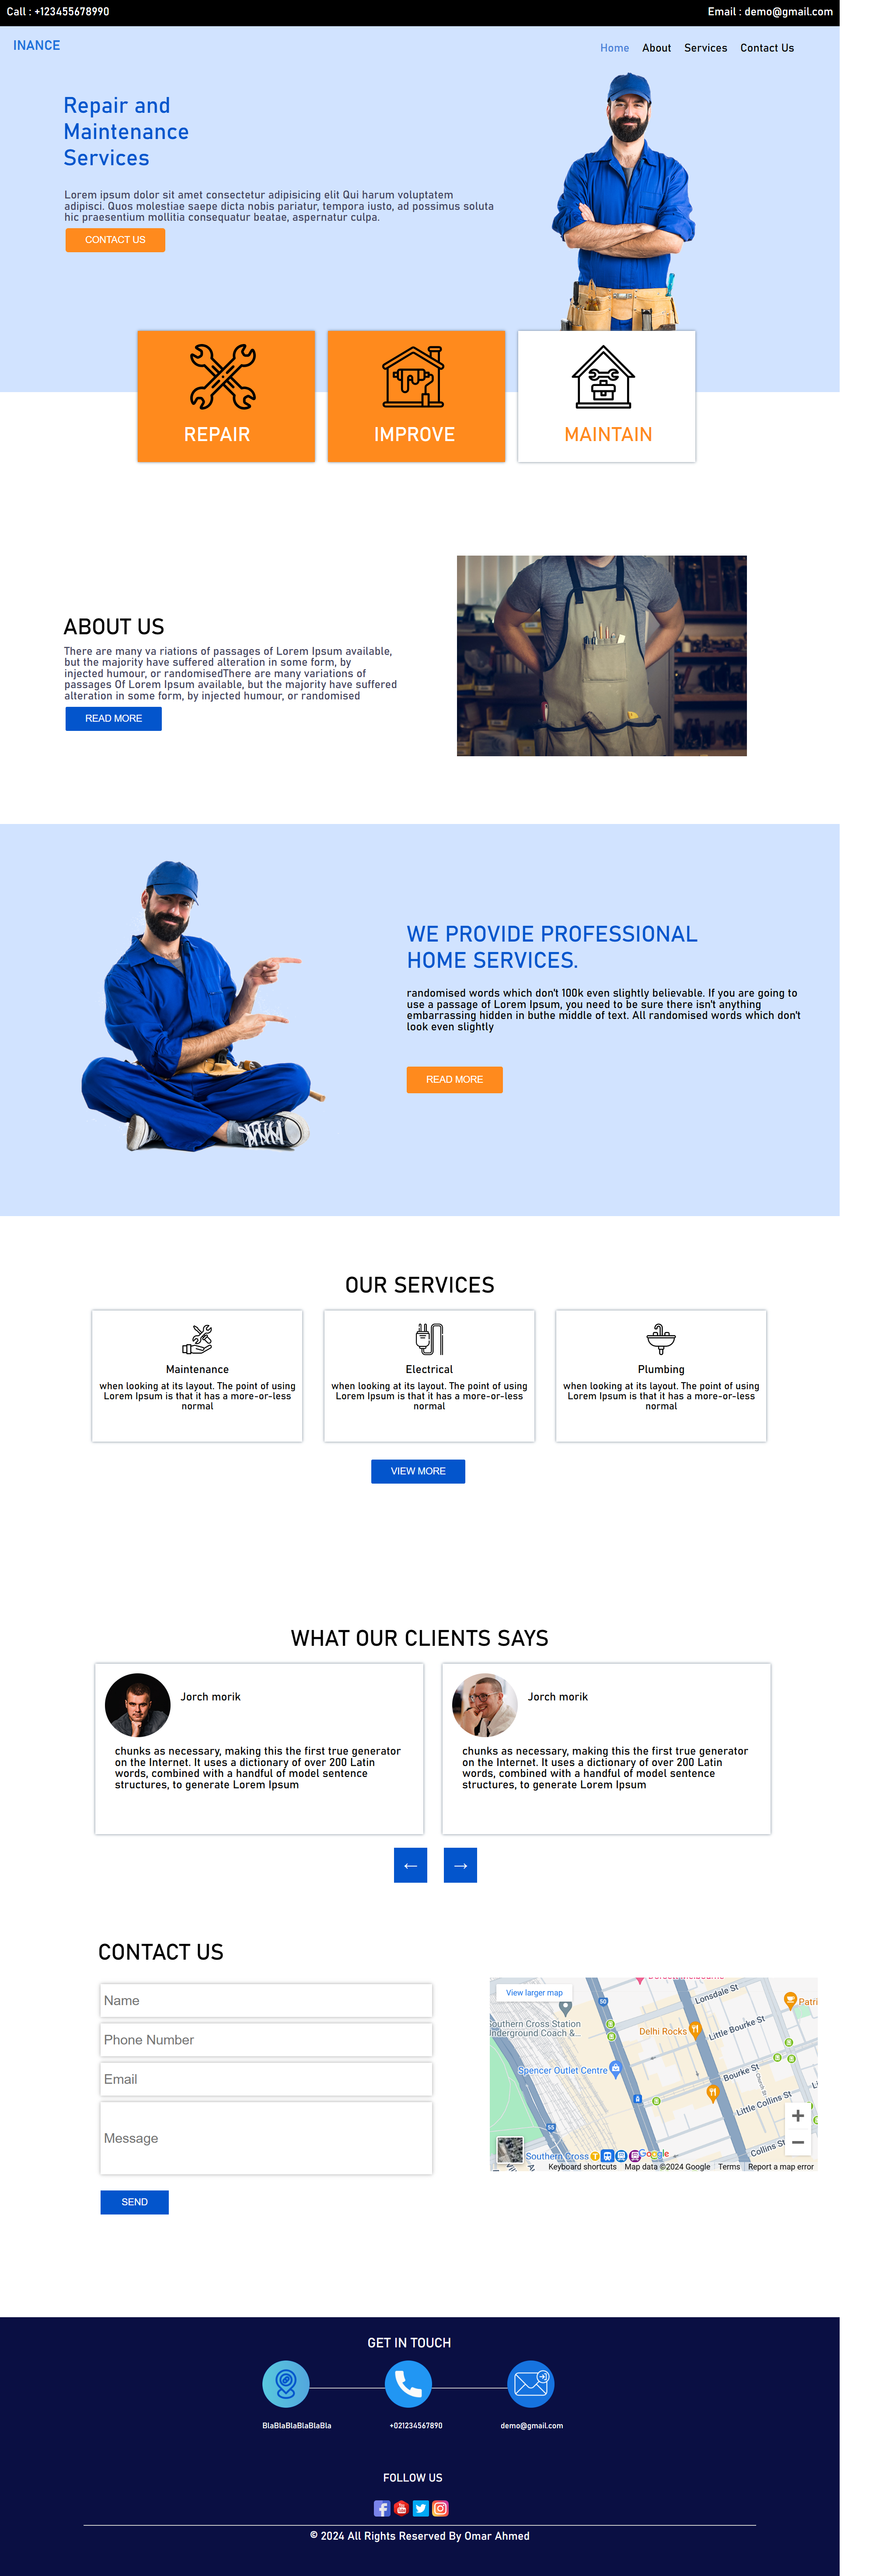 Call : +123455678990
Email : demo@gmail.com
INANCE
Home About Services Contact Us
Repair and
Maintenance
Services
Lorem ipsum dolor sit amet consectetur adipisicing elit Qui harum voluptatem
adipisci. Quos molestiae saepe dicta nobis pariatur, tempora iusto, ad possimus soluta
hic praesentium mollitia consequatur beatae, aspernatur culpa.
CONTACT US
REPAIR
IMPROVE
MAINTAIN
ABOUT US
There are many va riations of passages of Lorem Ipsum available,
but the majority have suffered alteration in some form, by
injected humour, or randomisedThere are many variations of
passages Of Lorem Ipsum available, but the majority have suffered
alteration in some form, by injected humour, or randomised
READ MORE
WE PROVIDE PROFESSIONAL
HOME SERVICES.
randomised words which don't 100k even slightly believable. If you are going to
use a passage of Lorem Ipsum, you need to be sure there isn't anything
embarrassing hidden in buthe middle of text. All randomised words which don't
look even slightly
READ MORE
OUR SERVICES
Maintenance
when looking at its layout. The point of using
Lorem Ipsum is that it has a more-or-less
normal
Electrical
when looking at its layout. The point of using
Lorem Ipsum is that it has a more-or-less
normal
Plumbing
when looking at its layout. The point of using
Lorem Ipsum is that it has a more-or-less
normal
VIEW MORE
WHAT OUR CLIENTS SAYS
Jorch morik
chunks as necessary, making this the first true generator
on the Internet. It uses a dictionary of over 200 Latin
words, combined with a handful of model sentence
structures, to generate Lorem Ipsum
Jorch morik
chunks as necessary, making this the first true generator
on the Internet. It uses a dictionary of over 200 Latin
words, combined with a handful of model sentence
structures, to generate Lorem Ipsum
← →
CONTACT US
Name
Phone Number
Email
Message
SEND
View larger map
Lonsdale St
50
Patri
Southern Cross Station
Underground Coach &...
Delhi Rocks
Little Bourke St
Spencer Outlet Centre
Bourke St
Church St
Little Collins St
55
Collins St
Southern Cross
Google
Keyboard shortcuts Map data ©2024 Google Terms Report a map error
GET IN TOUCH
BlaBlaBlaBlaBlaBla
+021234567890
demo@gmail.com
FOLLOW US
© 2024 All Rights Reserved By Omar Ahmed